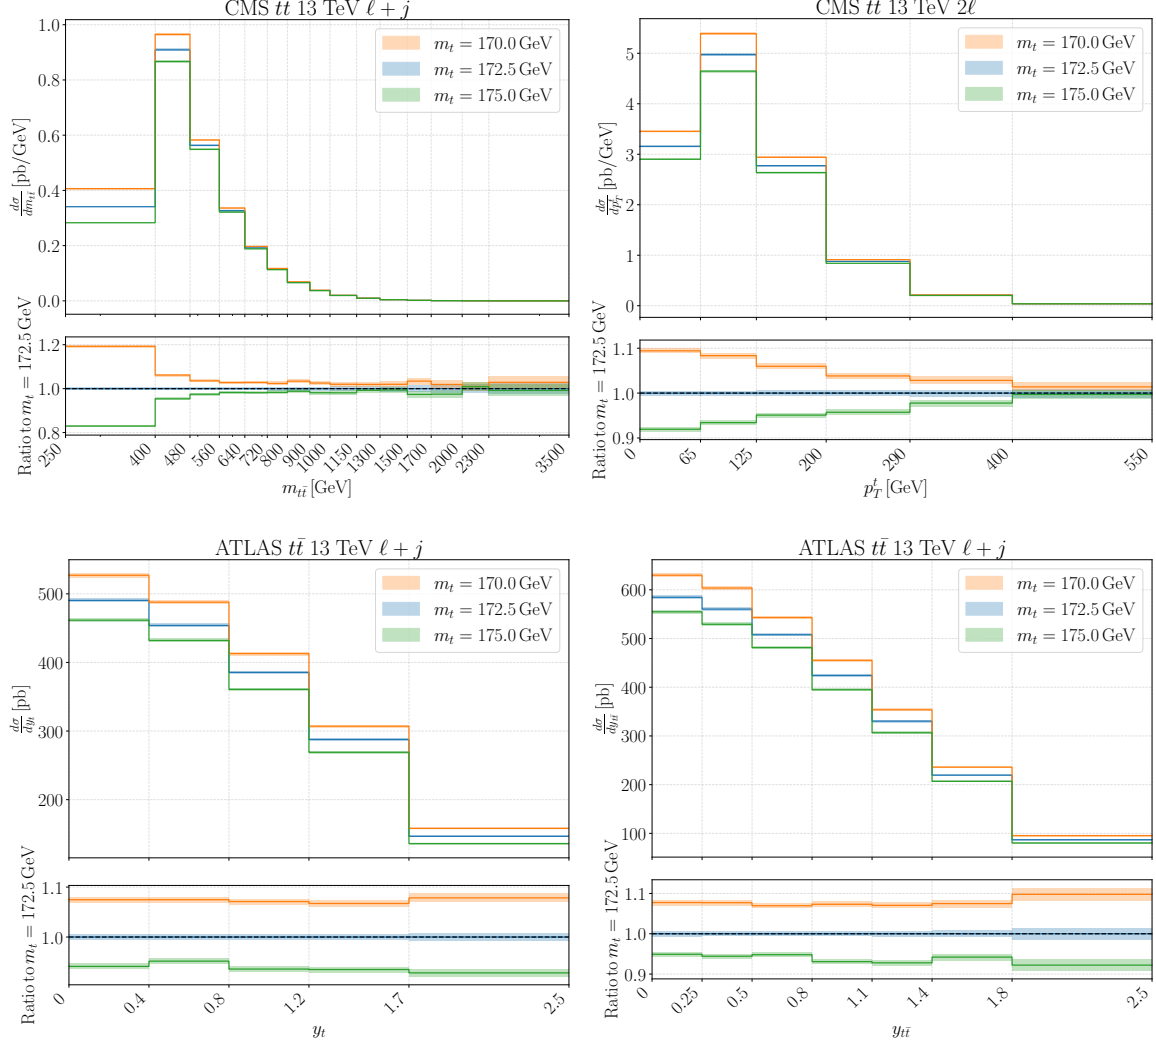 CMS tt̄ 13 TeV ℓ + j
m_t = 170.0 GeV
m_t = 172.5 GeV
m_t = 175.0 GeV
dσ/dm_tt̄ [pb/GeV]
1.0
0.8
0.6
0.4
0.2
0.0
Ratio to m_t = 172.5 GeV
1.2
1.0
0.8
250 400 480 560 640 720 800 900 1000 1150 1300 1500 1700 2000 2300 3500
m_tt̄ [GeV]
CMS tt̄ 13 TeV 2ℓ
m_t = 170.0 GeV
m_t = 172.5 GeV
m_t = 175.0 GeV
dσ/dp_T^t [pb/GeV]
5
4
3
2
1
0
Ratio to m_t = 172.5 GeV
1.1
1.0
0.9
0 65 125 200 290 400 550
p_T^t [GeV]
ATLAS tt̄ 13 TeV ℓ + j
m_t = 170.0 GeV
m_t = 172.5 GeV
m_t = 175.0 GeV
dσ/dy_t [pb]
500
400
300
200
Ratio to m_t = 172.5 GeV
1.1
1.0
0 0.4 0.8 1.2 1.7 2.5
y_t
ATLAS tt̄ 13 TeV ℓ + j
m_t = 170.0 GeV
m_t = 172.5 GeV
m_t = 175.0 GeV
dσ/dy_tt̄ [pb]
600
500
400
300
200
100
Ratio to m_t = 172.5 GeV
1.1
1.0
0.9
0 0.25 0.5 0.8 1.1 1.4 1.8 2.5
y_tt̄